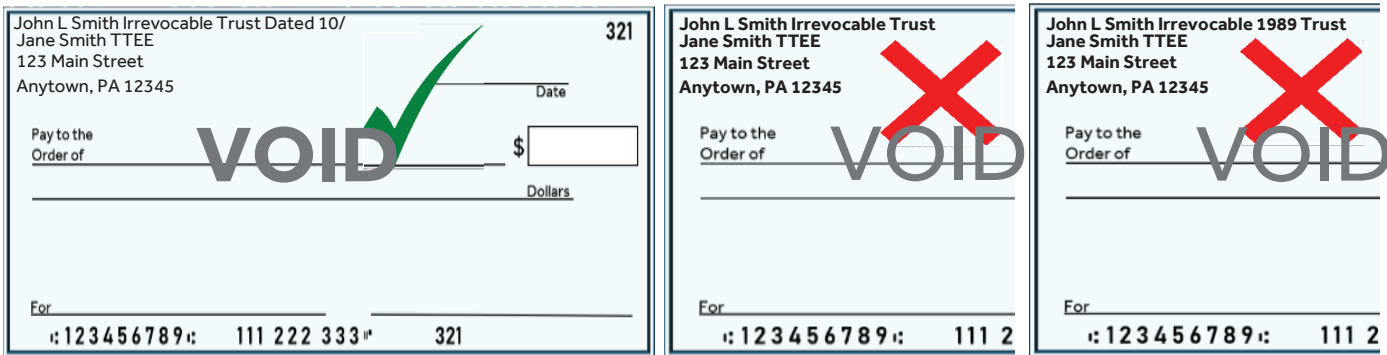 John L Smith Irrevocable Trust Dated 10/
Jane Smith TTEE
123 Main Street
Anytown, PA 12345
321
Date
Pay to the
Order of
VOID
$
Dollars
For
⑆123456789⑆ 111 222 333⑈ 321
John L Smith Irrevocable Trust
Jane Smith TTEE
123 Main Street
Anytown, PA 12345
Pay to the
Order of
VOID
For
⑆123456789⑆ 111 2
John L Smith Irrevocable 1989 Trust
Jane Smith TTEE
123 Main Street
Anytown, PA 12345
Pay to the
Order of
VOID
For
⑆123456789⑆ 111 2